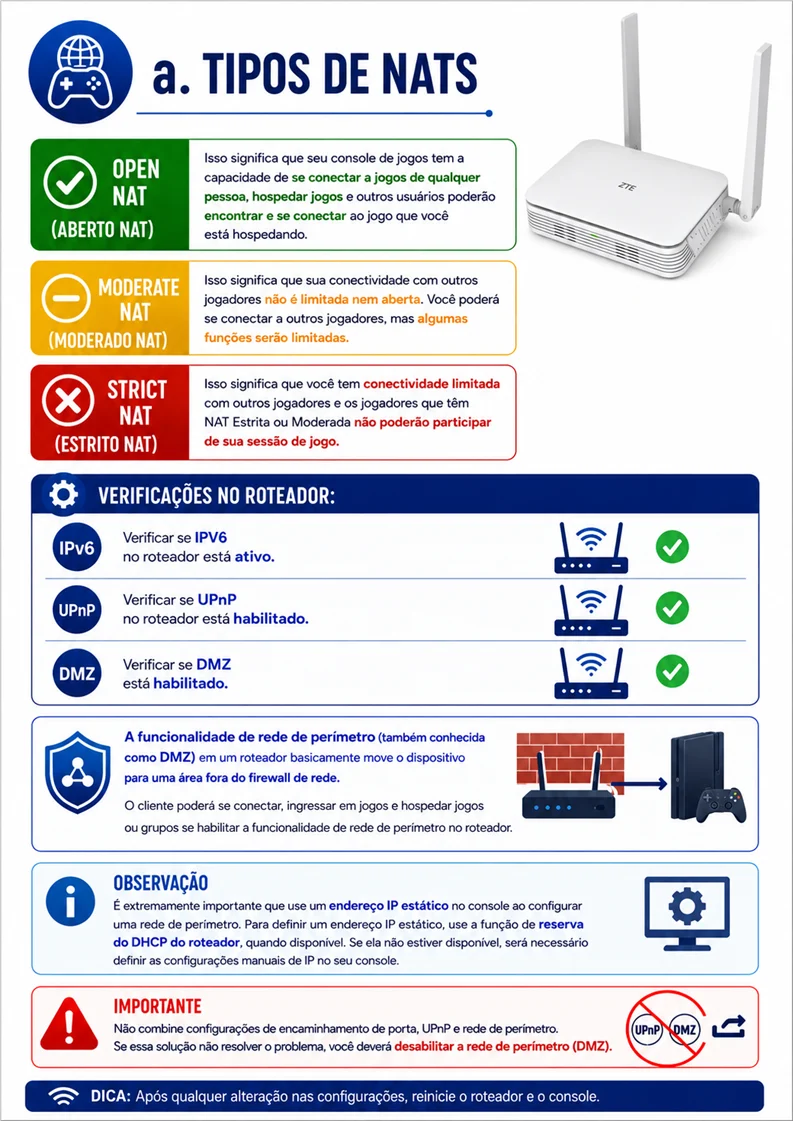 a. TIPOS DE NATS
ZTE
OPEN
NAT
(ABERTO NAT)
Isso significa que seu console de jogos tem a
capacidade de se conectar a jogos de qualquer
pessoa, hospedar jogos e outros usuários poderão
encontrar e se conectar ao jogo que você
está hospedando.
MODERATE
NAT
(MODERADO NAT)
Isso significa que sua conectividade com outros
jogadores não é limitada nem aberta. Você poderá
se conectar a outros jogadores, mas algumas
funções serão limitadas.
STRICT
NAT
(ESTRITO NAT)
Isso significa que você tem conectividade limitada
com outros jogadores e os jogadores que têm
NAT Estrita ou Moderada não poderão participar
de sua sessão de jogo.
VERIFICAÇÕES NO ROTEADOR:
IPv6
Verificar se IPV6
no roteador está ativo.
UPnP
Verificar se UPnP
no roteador está habilitado.
DMZ
Verificar se DMZ
está habilitado.
A funcionalidade de rede de perímetro (também conhecida
como DMZ) em um roteador basicamente move o dispositivo
para uma área fora do firewall de rede.
O cliente poderá se conectar, ingressar em jogos e hospedar jogos
ou grupos se habilitar a funcionalidade de rede de perímetro no roteador.
OBSERVAÇÃO
É extremamente importante que use um endereço IP estático no console ao configurar
uma rede de perímetro. Para definir um endereço IP estático, use a função de reserva
do DHCP do roteador, quando disponível. Se ela não estiver disponível, será necessário
definir as configurações manuais de IP no seu console.
IMPORTANTE
Não combine configurações de encaminhamento de porta, UPnP e rede de perímetro.
Se essa solução não resolver o problema, você deverá desabilitar a rede de perímetro (DMZ).
UPnP
DMZ
DICA: Após qualquer alteração nas configurações, reinicie o roteador e o console.